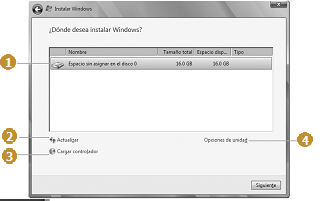 Instalar Windows
¿Dónde desea instalar Windows?
Nombre Tamaño total Espacio disp... Tipo
1 Espacio sin asignar en el disco 0 16.0 GB 16.0 GB
2 Actualizar Opciones de unidad 4
3 Cargar controlador
Siguiente